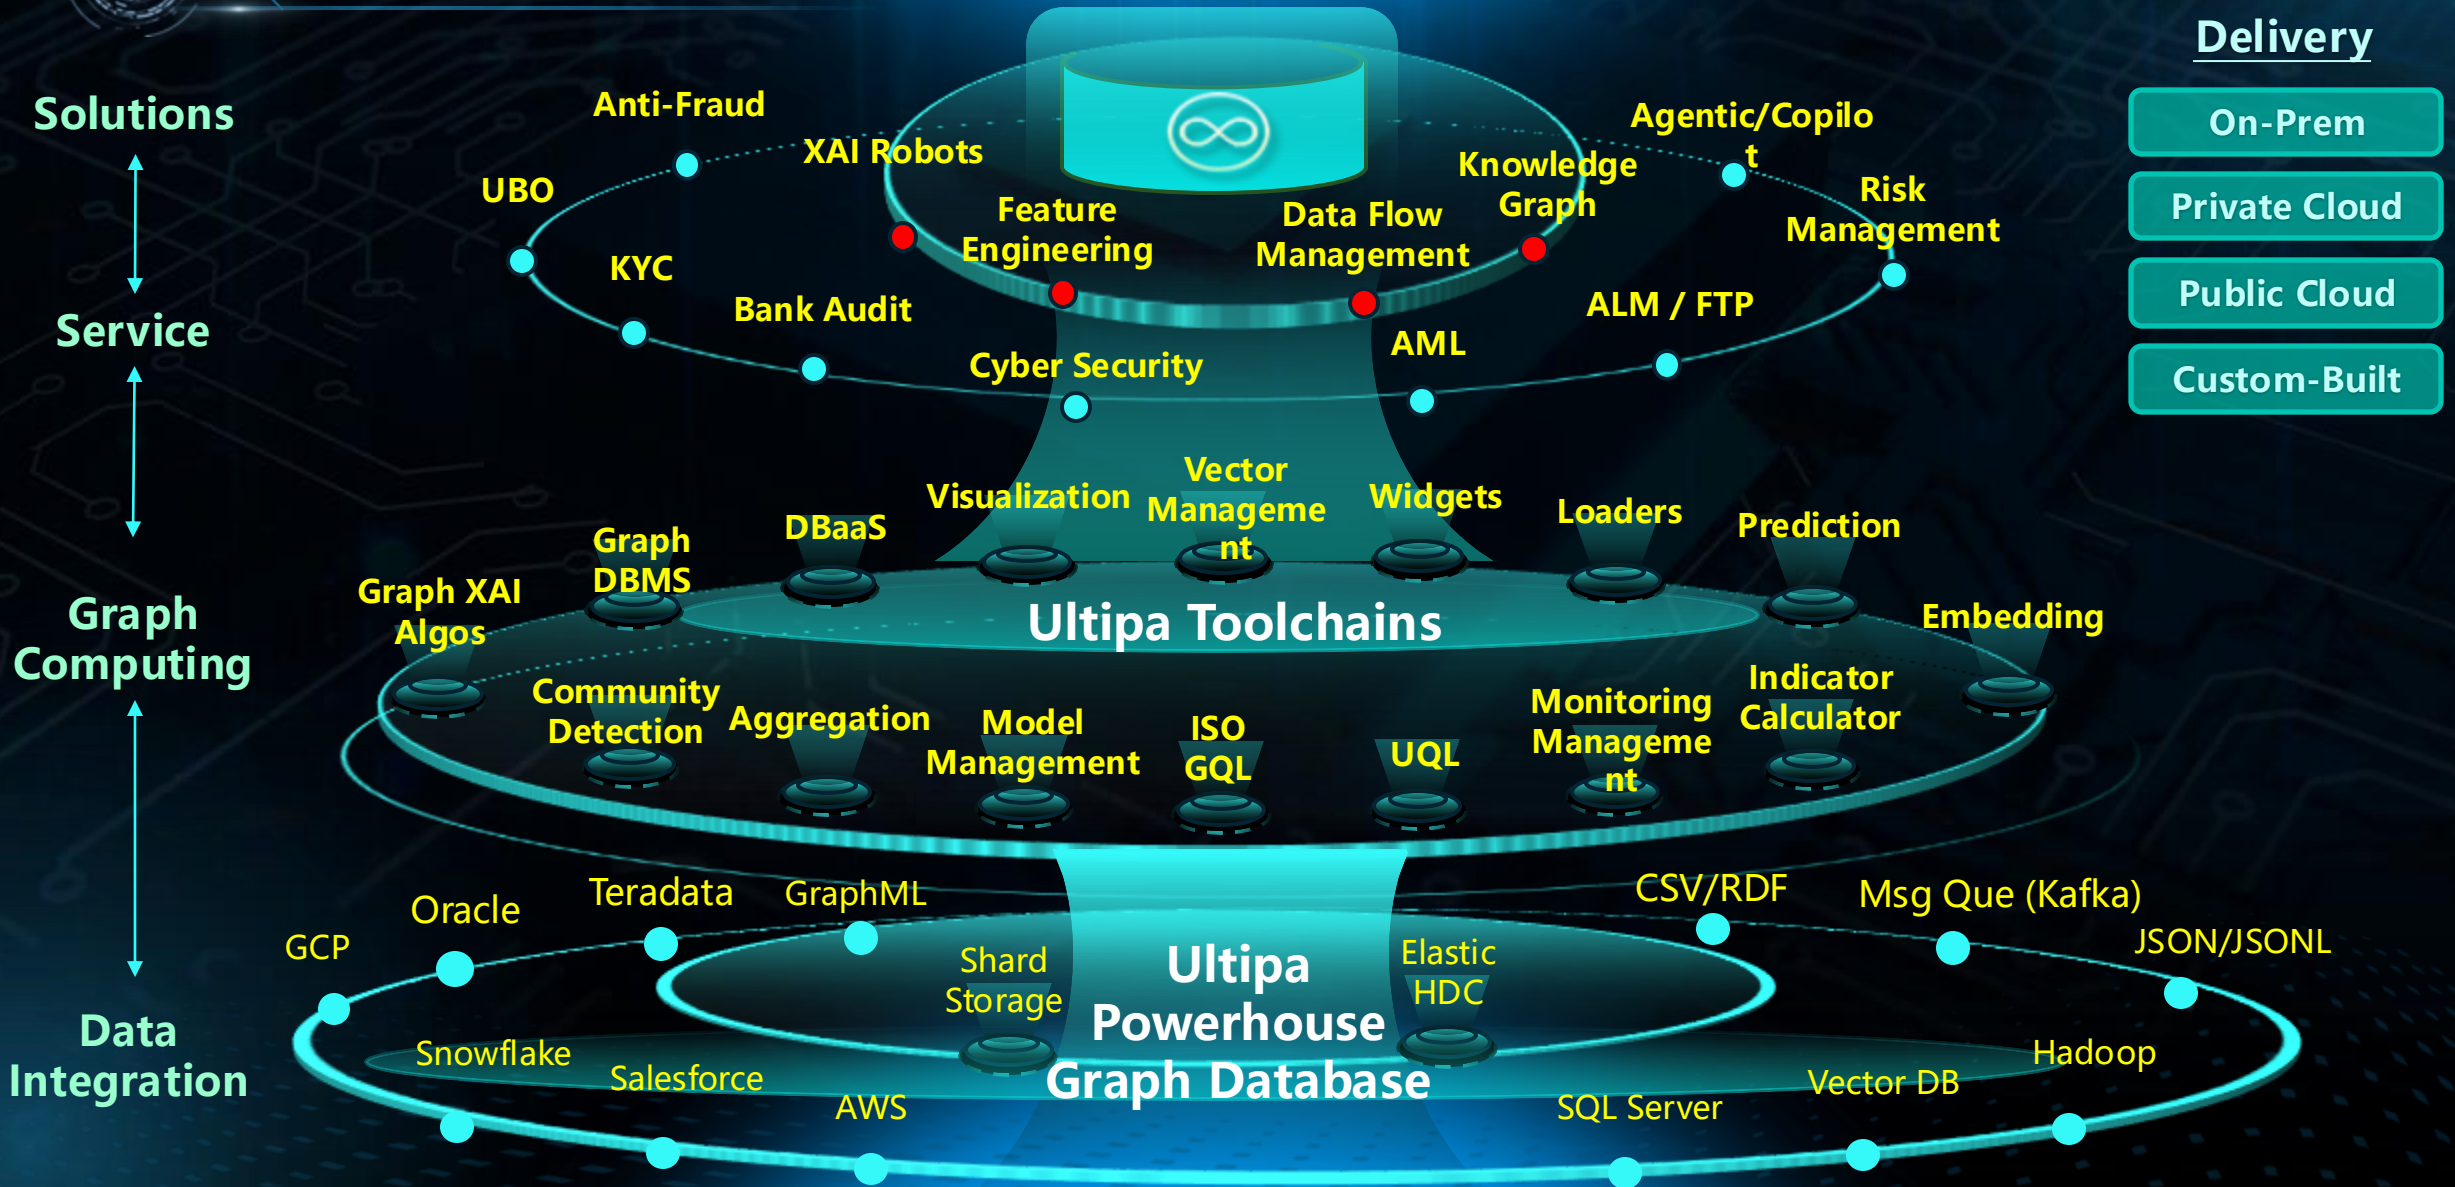 Delivery
On-Prem
Private Cloud
Public Cloud
Custom-Built
Solutions
Service
Graph
Computing
Data
Integration
Anti-Fraud
XAI Robots
UBO
KYC
Bank Audit
Feature
Engineering
Data Flow
Management
Knowledge
Graph
Agentic/Copilo
t
Risk
Management
Cyber Security
AML
ALM / FTP
Graph XAI
Algos
Graph
DBMS
DBaaS
Visualization
Vector
Manageme
nt
Widgets
Loaders
Prediction
Embedding
Ultipa Toolchains
Community
Detection
Aggregation
Model
Management
ISO
GQL
UQL
Monitoring
Manageme
nt
Indicator
Calculator
GCP
Oracle
Teradata
GraphML
CSV/RDF
Msg Que (Kafka)
JSON/JSONL
Shard
Storage
Ultipa
Powerhouse
Graph Database
Elastic
HDC
Snowflake
Salesforce
AWS
SQL Server
Vector DB
Hadoop